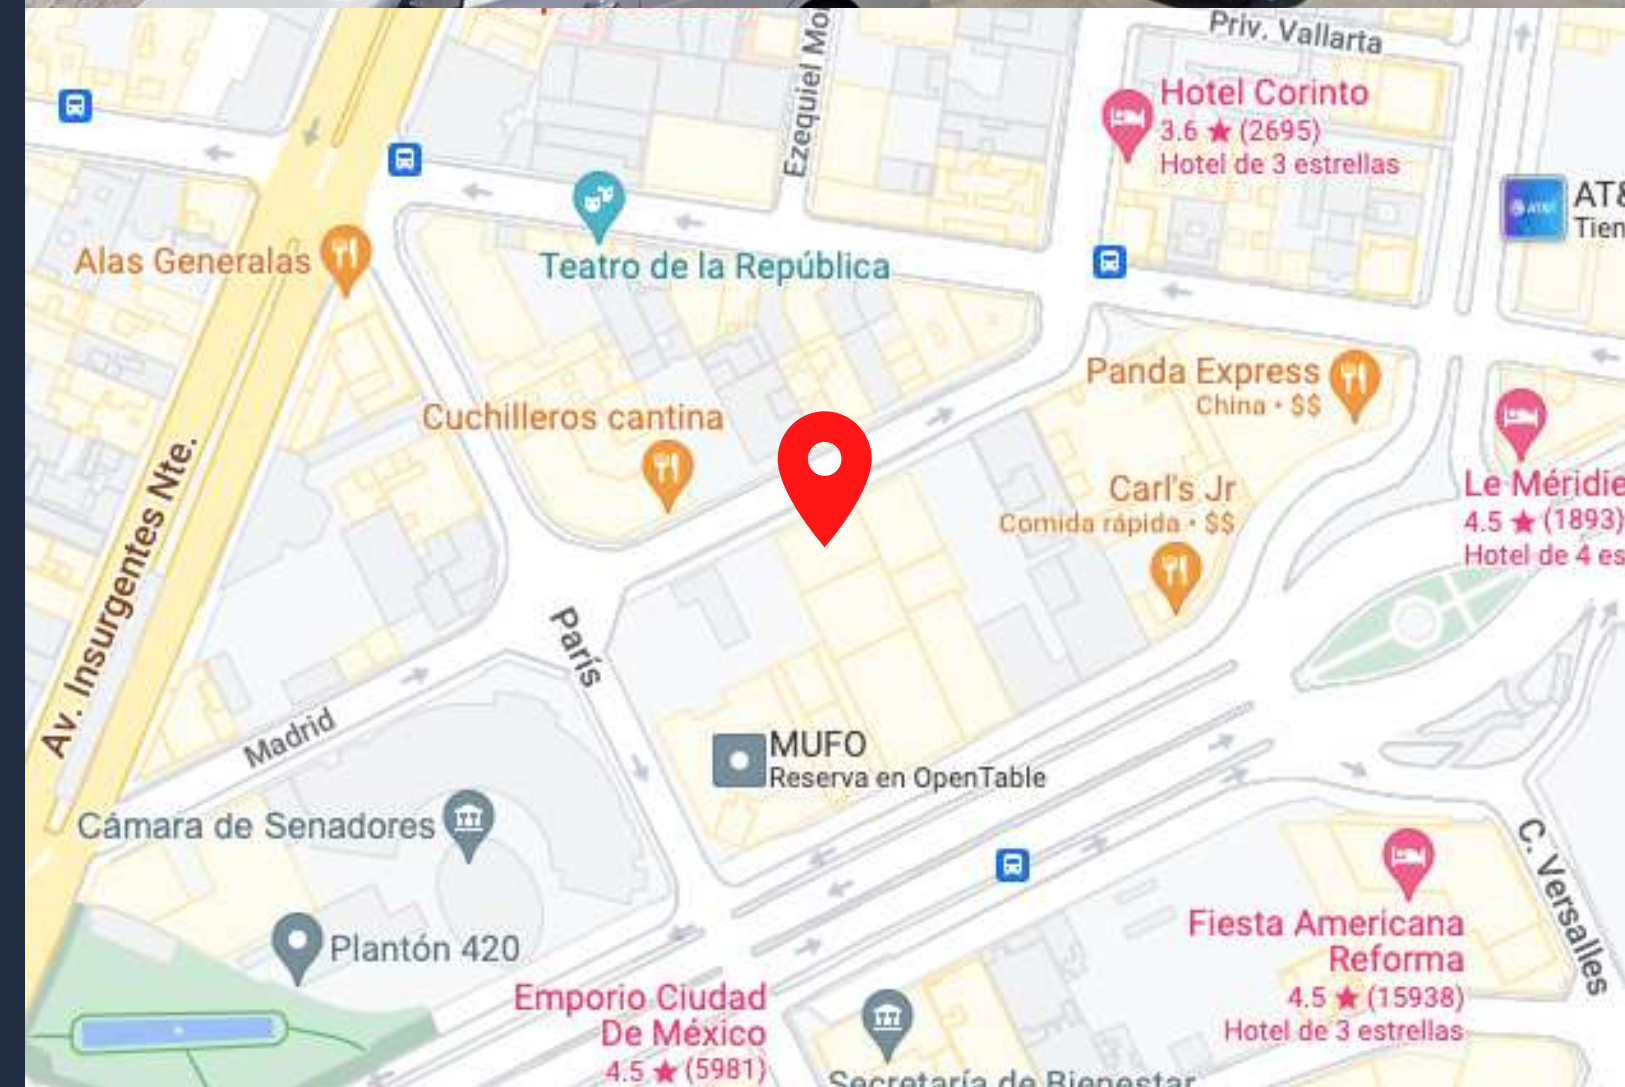 Priv. Vallarta
Ezequiel Mo
Hotel Corinto
3.6 ★ (2695)
Hotel de 3 estrellas
AT&
Tien
Alas Generalas
Teatro de la República
Panda Express
China · $$
Cuchilleros cantina
Carl's Jr
Comida rápida · $$
Le Méridie
4.5 ★ (1893)
Hotel de 4 es
Av. Insurgentes Nte.
París
Madrid
MUFO
Reserva en OpenTable
Cámara de Senadores
C. Versalles
Plantón 420
Fiesta Americana
Reforma
4.5 ★ (15938)
Hotel de 3 estrellas
Emporio Ciudad
De México
4.5 ★ (5981)
Secretaría de Bienestar